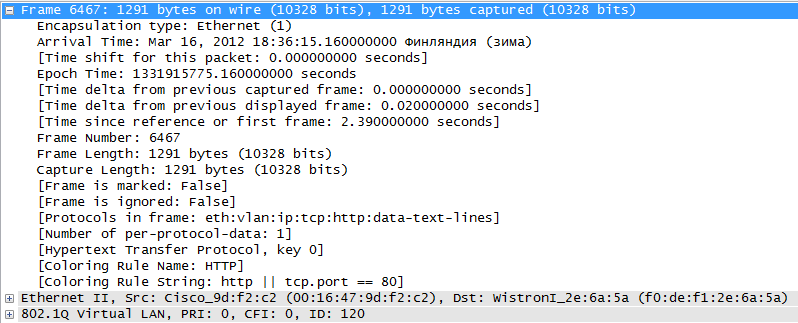 Frame 6467: 1291 bytes on wire (10328 bits), 1291 bytes captured (10328 bits)
Encapsulation type: Ethernet (1)
Arrival Time: Mar 16, 2012 18:36:15.160000000 Финляндия (зима)
[Time shift for this packet: 0.000000000 seconds]
Epoch Time: 1331915775.160000000 seconds
[Time delta from previous captured frame: 0.000000000 seconds]
[Time delta from previous displayed frame: 0.020000000 seconds]
[Time since reference or first frame: 2.390000000 seconds]
Frame Number: 6467
Frame Length: 1291 bytes (10328 bits)
Capture Length: 1291 bytes (10328 bits)
[Frame is marked: False]
[Frame is ignored: False]
[Protocols in frame: eth:vlan:ip:tcp:http:data-text-lines]
[Number of per-protocol-data: 1]
[Hypertext Transfer Protocol, key 0]
[Coloring Rule Name: HTTP]
[Coloring Rule String: http || tcp.port == 80]
Ethernet II, Src: Cisco_9d:f2:c2 (00:16:47:9d:f2:c2), Dst: WistronI_2e:6a:5a (f0:de:f1:2e:6a:5a)
802.1Q Virtual LAN, PRI: 0, CFI: 0, ID: 120